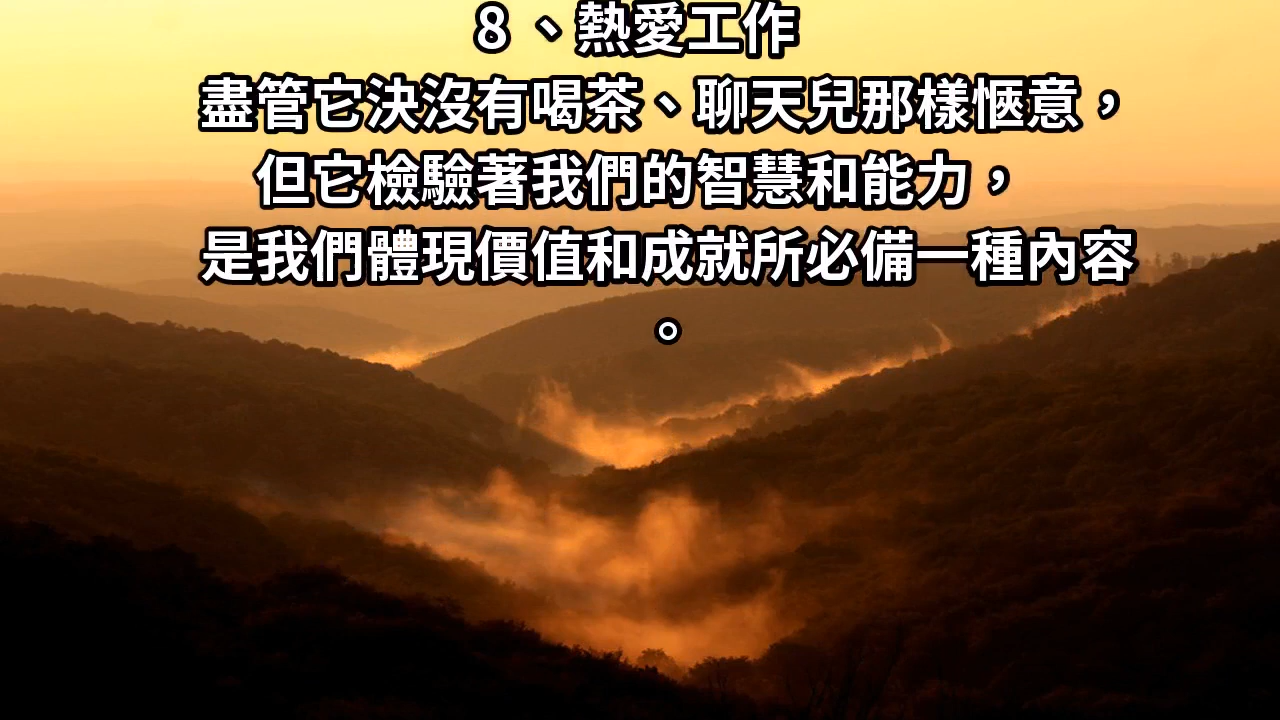 8、熱愛工作
盡管它決沒有喝茶、聊天兒那樣愜意，
但它檢驗著我們的智慧和能力，
是我們體現價值和成就所必備一種內容
。